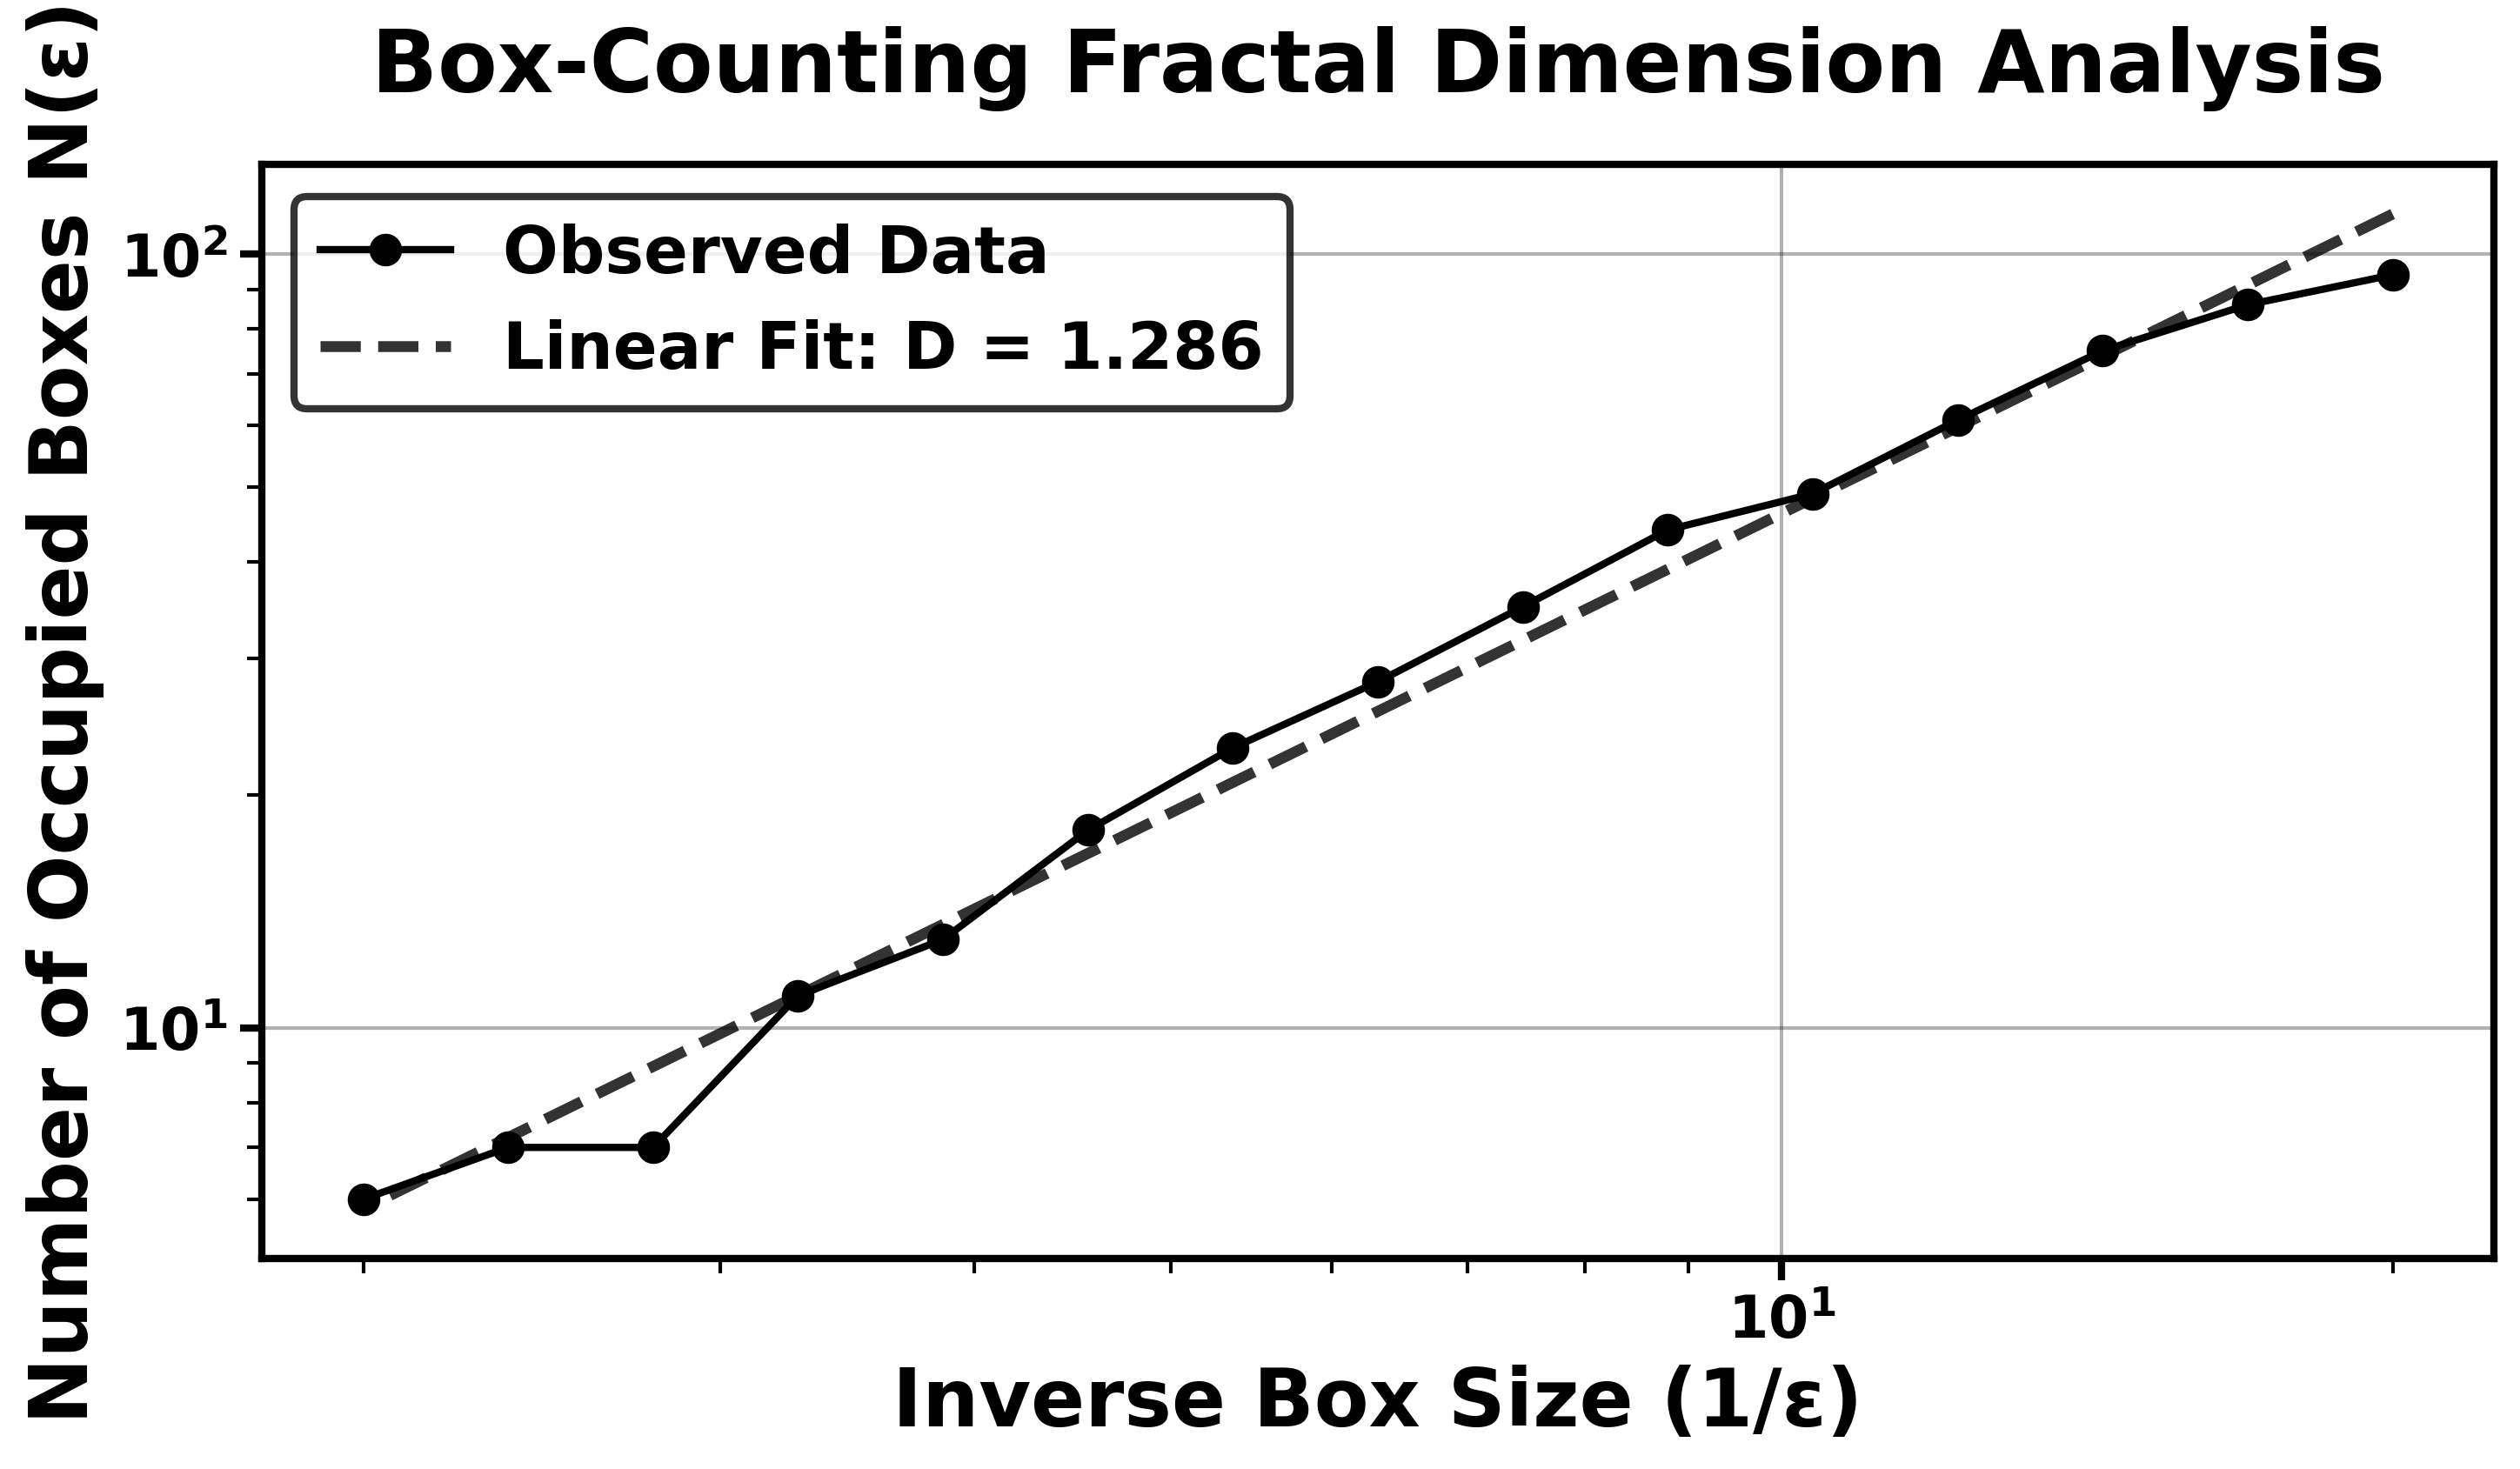 Box-Counting Fractal Dimension Analysis
Number of Occupied Boxes N(ε)
10²
10¹
Observed Data
Linear Fit: D = 1.286
10¹
Inverse Box Size (1/ε)